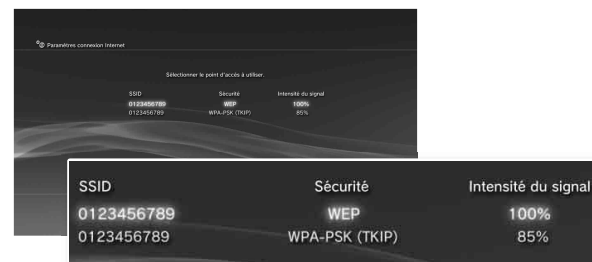 Paramètres connexion Internet
Sélectionner le point d'accès à utiliser.
SSID Sécurité Intensité du signal
0123456789 WEP 100%
0123456789 WPA-PSK (TKIP) 85%
SSID Sécurité Intensité du signal
0123456789 WEP 100%
0123456789 WPA-PSK (TKIP) 85%